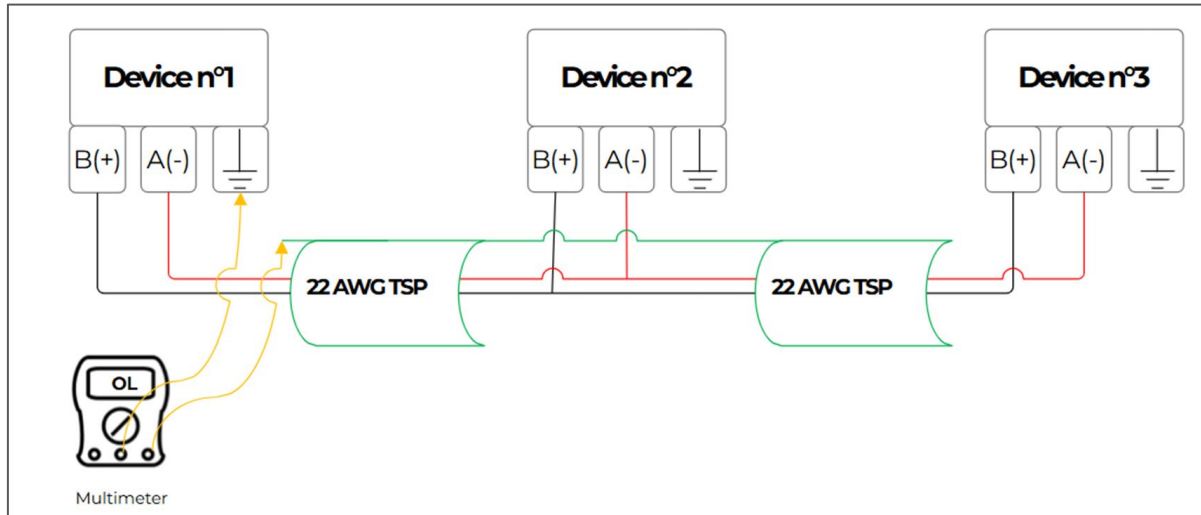 Device n°1
Device n°2
Device n°3
B(+) A(-)
B(+) A(-)
B(+) A(-)
22 AWG TSP
22 AWG TSP
OL
Multimeter